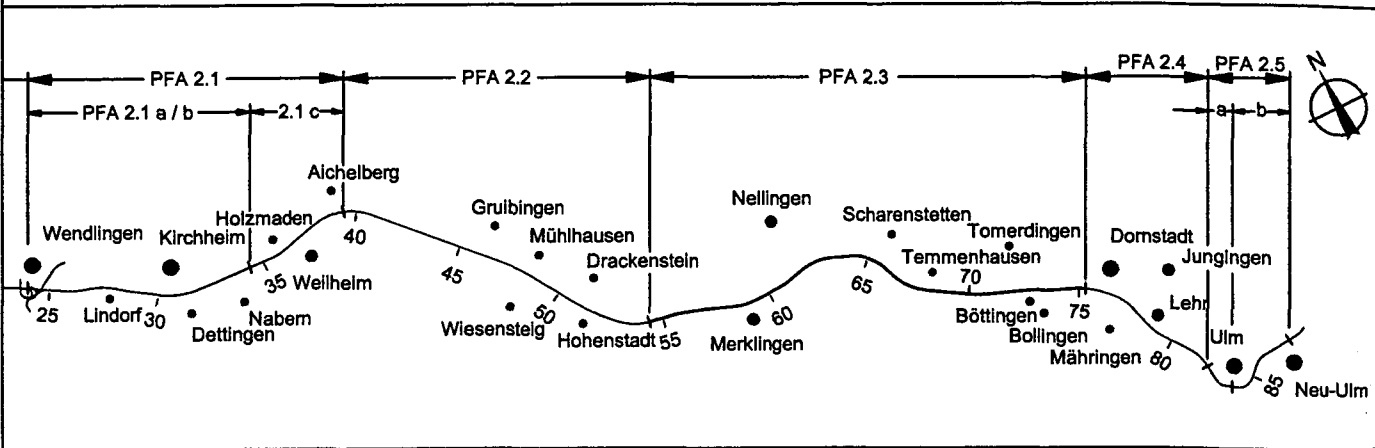 PFA 2.1
PFA 2.2
PFA 2.3
PFA 2.4
PFA 2.5
N
PFA 2.1 a / b
2.1 c
a
b
Aichelberg
Wendlingen
Kirchheim
Holzmaden
Weilheim
Gruibingen
Mühlhausen
Drackenstein
Nellingen
Scharenstetten
Tomerdingen
Temmenhausen
Dornstadt
Jungingen
Lehr
Ulm
Neu-Ulm
Lindorf
Dettingen
Nabern
Wiesensteig
Hohenstadt
Merklingen
Böttingen
Bollingen
Mähringen
25
30
35
40
45
50
55
60
65
70
75
80
85